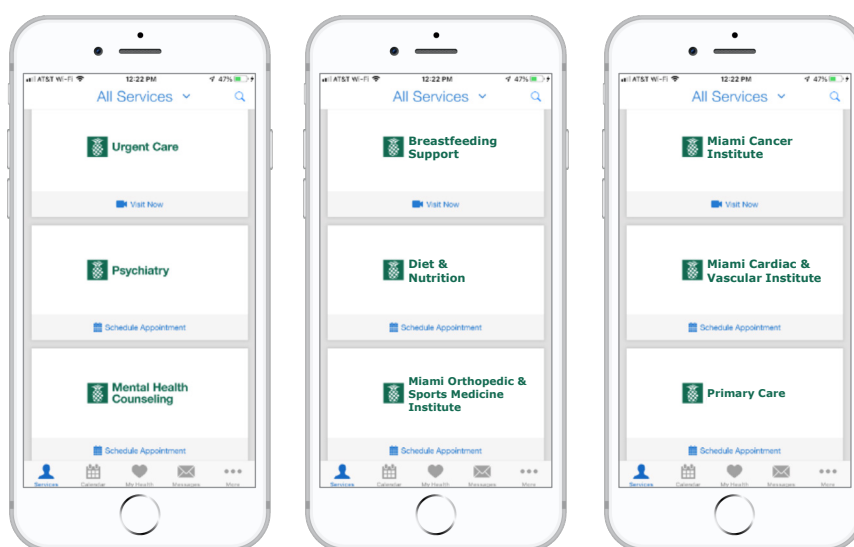 AT&T Wi-Fi 12:22 PM 47%
All Services
Urgent Care
Visit Now
Psychiatry
Schedule Appointment
Mental Health
Counseling
Schedule Appointment
Services Calendar My Health Messages More
AT&T Wi-Fi 12:22 PM 47%
All Services
Breastfeeding
Support
Visit Now
Diet &
Nutrition
Schedule Appointment
Miami Orthopedic &
Sports Medicine
Institute
Schedule Appointment
Services Calendar My Health Messages More
AT&T Wi-Fi 12:22 PM 47%
All Services
Miami Cancer
Institute
Visit Now
Miami Cardiac &
Vascular Institute
Schedule Appointment
Primary Care
Schedule Appointment
Services Calendar My Health Messages More